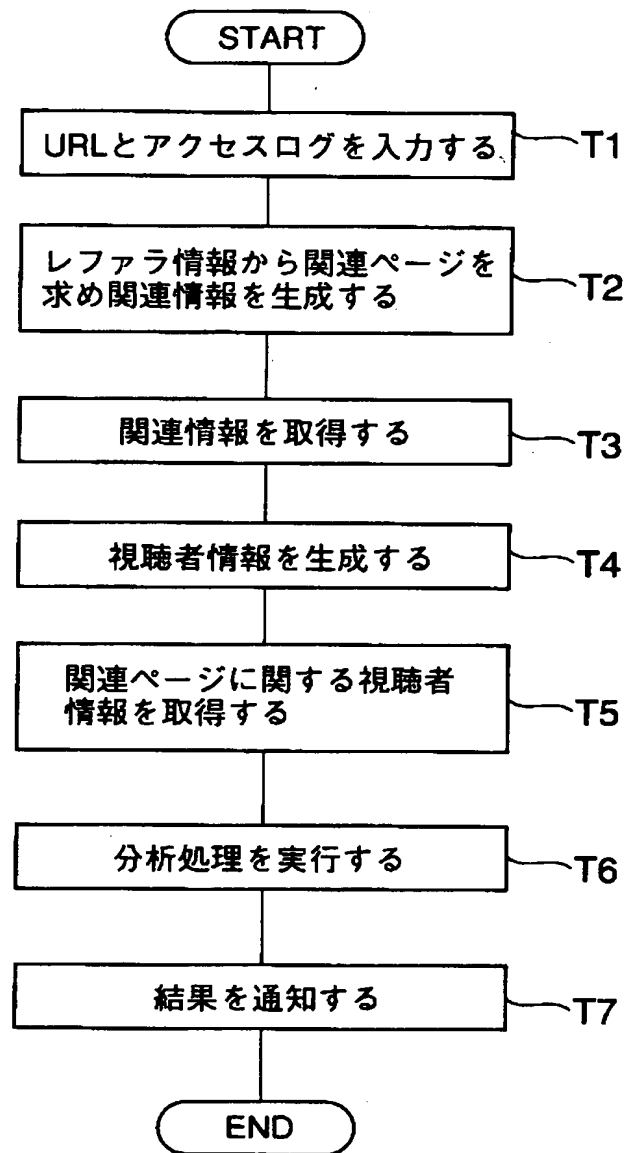 START
URLとアクセスログを入力する
T1
レファラ情報から関連ページを
求め関連情報を生成する
T2
関連情報を取得する
T3
視聴者情報を生成する
T4
関連ページに関する視聴者
情報を取得する
T5
分析処理を実行する
T6
結果を通知する
T7
END